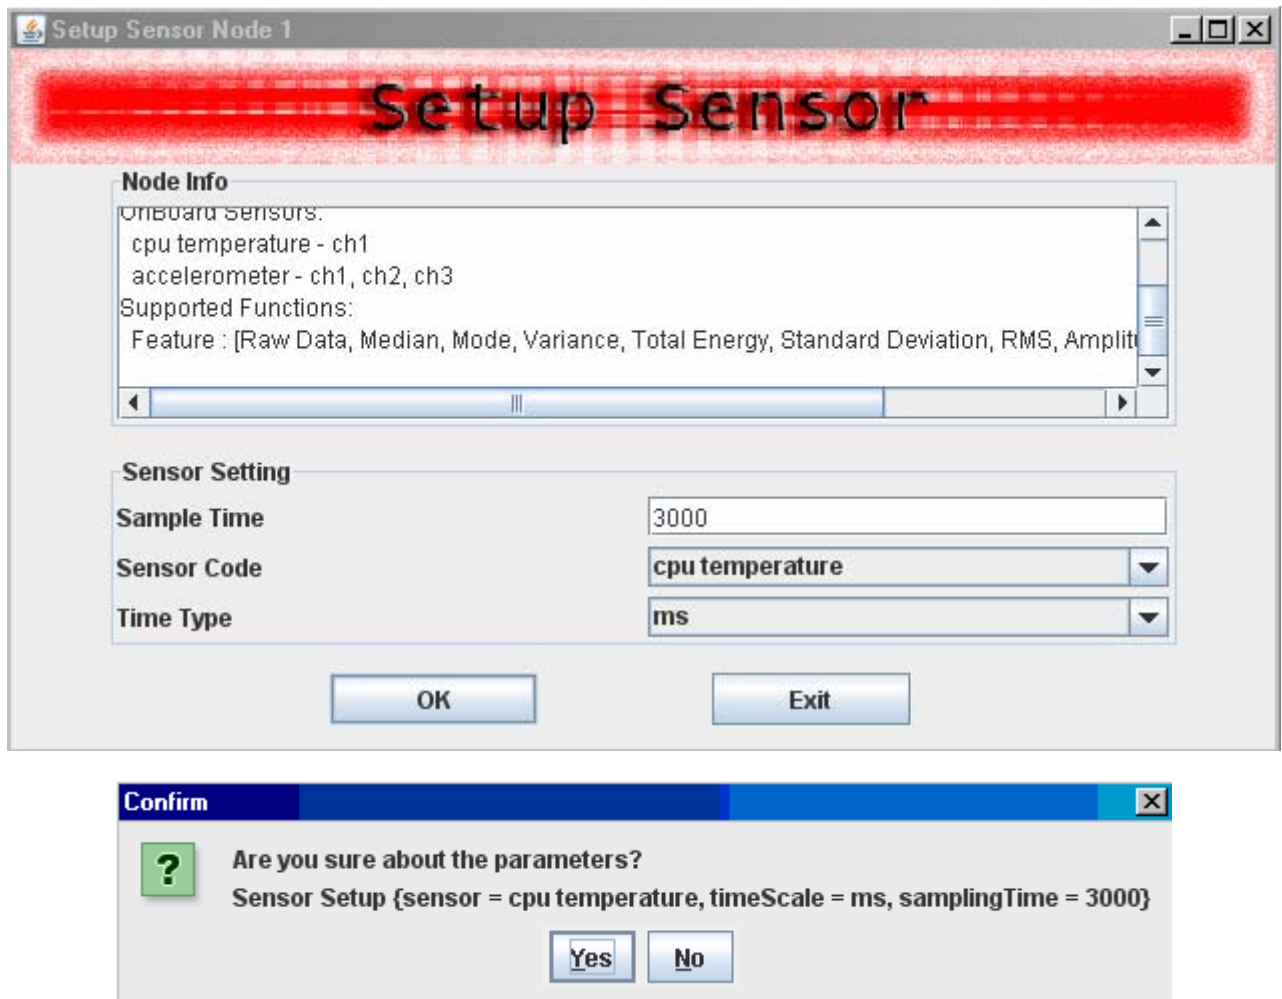 Setup Sensor Node 1
Setup Sensor
Node Info
OnBoard Sensors:
cpu temperature - ch1
accelerometer - ch1, ch2, ch3
Supported Functions:
Feature : [Raw Data, Median, Mode, Variance, Total Energy, Standard Deviation, RMS,
Sensor Setting
Sample Time 3000
Sensor Code cpu temperature
Time Type ms
OK Exit
Confirm
Are you sure about the parameters?
Sensor Setup {sensor = cpu temperature, timeScale = ms, samplingTime = 3000}
Yes No